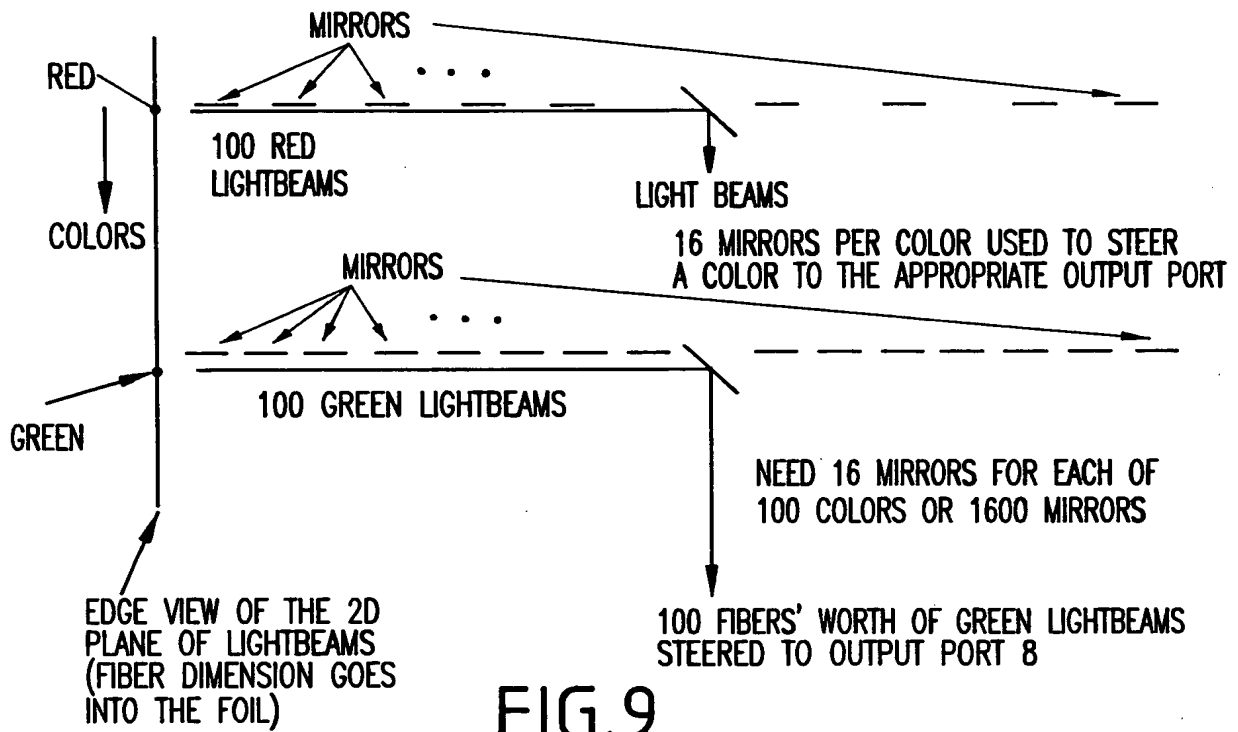 MIRRORS
RED
100 RED
LIGHTBEAMS
LIGHT BEAMS
COLORS
16 MIRRORS PER COLOR USED TO STEER
A COLOR TO THE APPROPRIATE OUTPUT PORT
MIRRORS
100 GREEN LIGHTBEAMS
GREEN
NEED 16 MIRRORS FOR EACH OF
100 COLORS OR 1600 MIRRORS
EDGE VIEW OF THE 2D
PLANE OF LIGHTBEAMS
(FIBER DIMENSION GOES
INTO THE FOIL)
100 FIBERS' WORTH OF GREEN LIGHTBEAMS
STEERED TO OUTPUT PORT 8
FIG.9